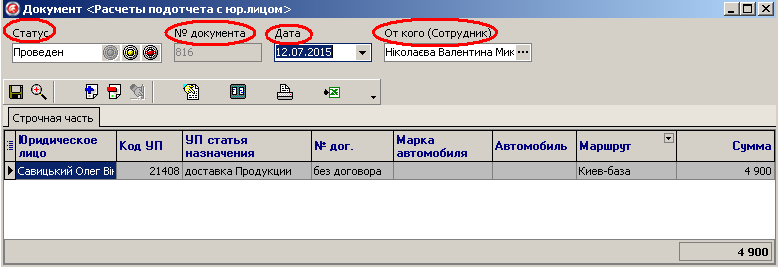 Документ <Расчеты подотчета с юр.лицом>
Статус № документа Дата От кого (Сотрудник)
Проведен 816 12.07.2015 Ніколаєва Валентина Мик ...
Строчная часть
Юридическое лицо Код УП УП статья назначения № дог. Марка автомобиля Автомобиль Маршрут Сумма
Савицький Олег Він 21408 доставка Продукции без договора Киев-база 4 900
4 900